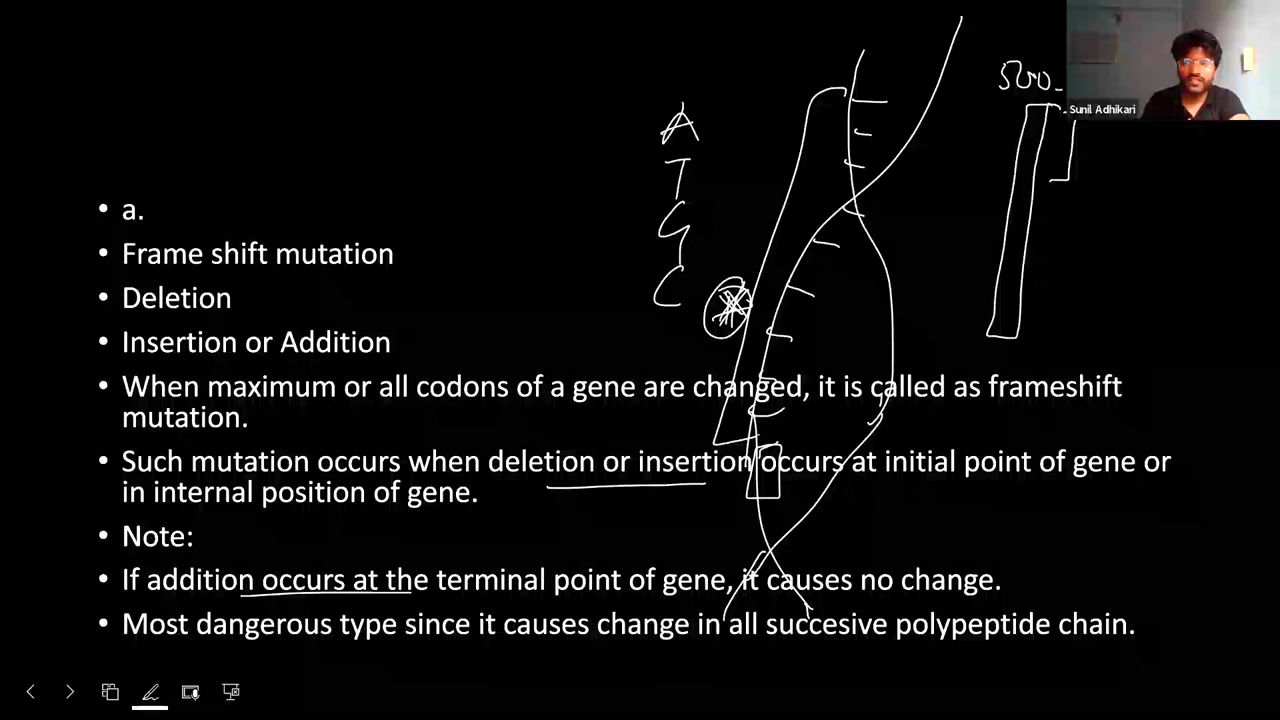 500
Sunil Adhikari
A
T
G
C
• a.
• Frame shift mutation
• Deletion
• Insertion or Addition
• When maximum or all codons of a gene are changed, it is called as frameshift
mutation.
• Such mutation occurs when deletion or insertion occurs at initial point of gene or
in internal position of gene.
• Note:
• If addition occurs at the terminal point of gene, it causes no change.
• Most dangerous type since it causes change in all succesive polypeptide chain.